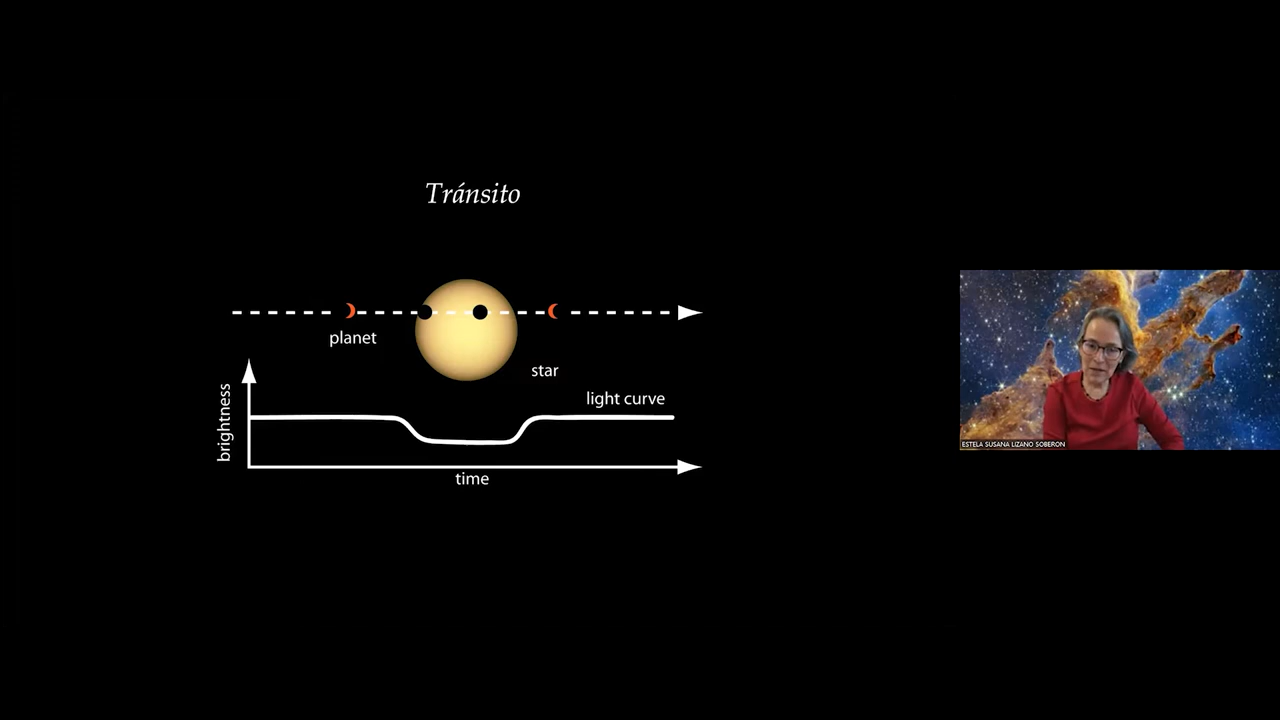 Tránsito
planet
star
light curve
brightness
time
ESTELA SUSANA LIZANO SOBERON